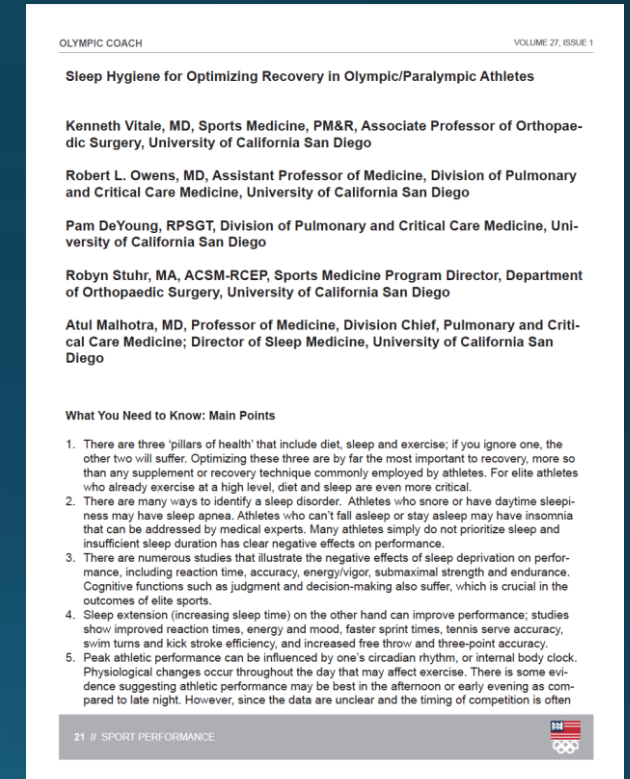 OLYMPIC COACH
VOLUME 27, ISSUE 1
Sleep Hygiene for Optimizing Recovery in Olympic/Paralympic Athletes
Kenneth Vitale, MD, Sports Medicine, PM&R, Associate Professor of Orthopae-
dic Surgery, University of California San Diego
Robert L. Owens, MD, Assistant Professor of Medicine, Division of Pulmonary
and Critical Care Medicine, University of California San Diego
Pam DeYoung, RPSGT, Division of Pulmonary and Critical Care Medicine, Uni-
versity of California San Diego
Robyn Stuhr, MA, ACSM-RCEP, Sports Medicine Program Director, Department
of Orthopaedic Surgery, University of California San Diego
Atul Malhotra, MD, Professor of Medicine, Division Chief, Pulmonary and Criti-
cal Care Medicine; Director of Sleep Medicine, University of California San
Diego
What You Need to Know: Main Points
1. There are three 'pillars of health' that include diet, sleep and exercise; if you ignore one, the
other two will suffer. Optimizing these three are by far the most important to recovery, more so
than any supplement or recovery technique commonly employed by athletes. For elite athletes
who already exercise at a high level, diet and sleep are even more critical.
2. There are many ways to identify a sleep disorder. Athletes who snore or have daytime sleepi-
ness may have sleep apnea. Athletes who can't fall asleep or stay asleep may have insomnia
that can be addressed by medical experts. Many athletes simply do not prioritize sleep and
insufficient sleep duration has clear negative effects on performance.
3. There are numerous studies that illustrate the negative effects of sleep deprivation on perfor-
mance, including reaction time, accuracy, energy/vigor, submaximal strength and endurance.
Cognitive functions such as judgment and decision-making also suffer, which is crucial in the
outcomes of elite sports.
4. Sleep extension (increasing sleep time) on the other hand can improve performance; studies
show improved reaction times, energy and mood, faster sprint times, tennis serve accuracy,
swim turns and kick stroke efficiency, and increased free throw and three-point accuracy.
5. Peak athletic performance can be influenced by one's circadian rhythm, or internal body clock.
Physiological changes occur throughout the day that may affect exercise. There is some evi-
dence suggesting athletic performance may be best in the afternoon or early evening as com-
pared to late night. However, since the data are unclear and the timing of competition is often
21 // SPORT PERFORMANCE